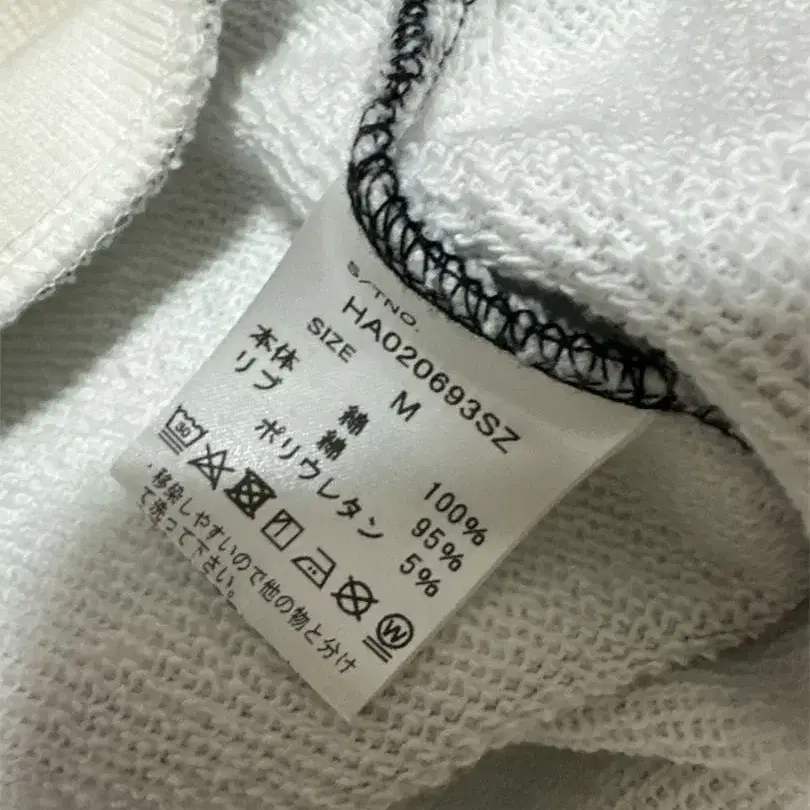 S/TNO.
HA020693SZ
SIZE M
本体 綿 100%
リブ 綿 95%
ポリウレタン 5%
30
W
・移染しやすいので他の物と分け
て洗って下さい。